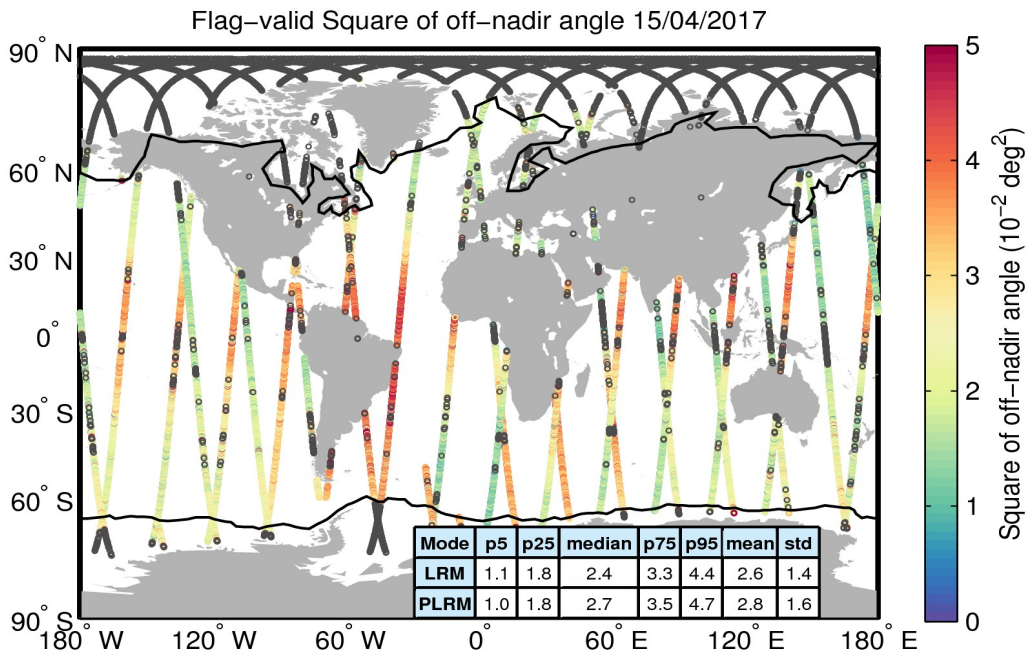 Flag−valid Square of off−nadir angle 15/04/2017
90° N
60° N
30° N
0°
30° S
60° S
90° S
180° W
120° W
60° W
0°
60° E
120° E
180° E
5
4
3
2
1
0
Square of off−nadir angle (10⁻² deg²)
Mode p5 p25 median p75 p95 mean std
LRM 1.1 1.8 2.4 3.3 4.4 2.6 1.4
PLRM 1.0 1.8 2.7 3.5 4.7 2.8 1.6